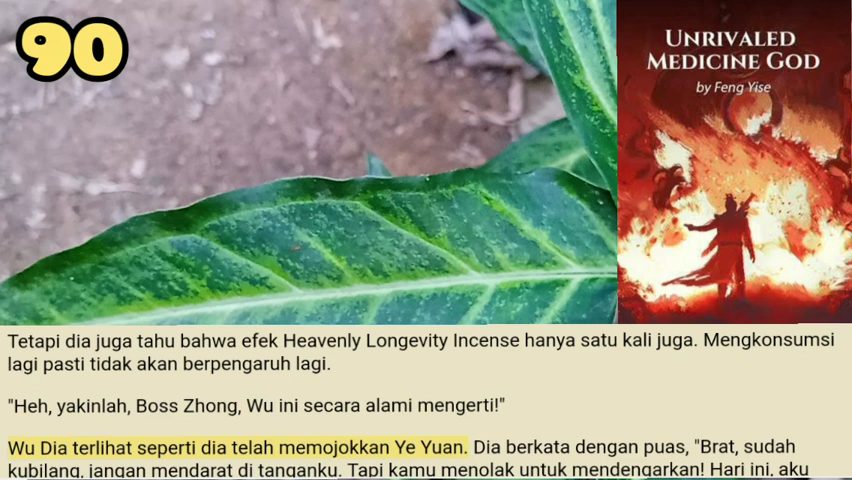 90
UNRIVALED
MEDICINE GOD
by Feng Yise
Tetapi dia juga tahu bahwa efek Heavenly Longevity Incense hanya satu kali juga. Mengkonsumsi
lagi pasti tidak akan berpengaruh lagi.
"Heh, yakinlah, Boss Zhong, Wu ini secara alami mengerti!"
Wu Dia terlihat seperti dia telah memojokkan Ye Yuan. Dia berkata dengan puas, "Brat, sudah
kubilang, jangan mendarat di tanganku. Tapi kamu menolak untuk mendengarkan! Hari ini, aku